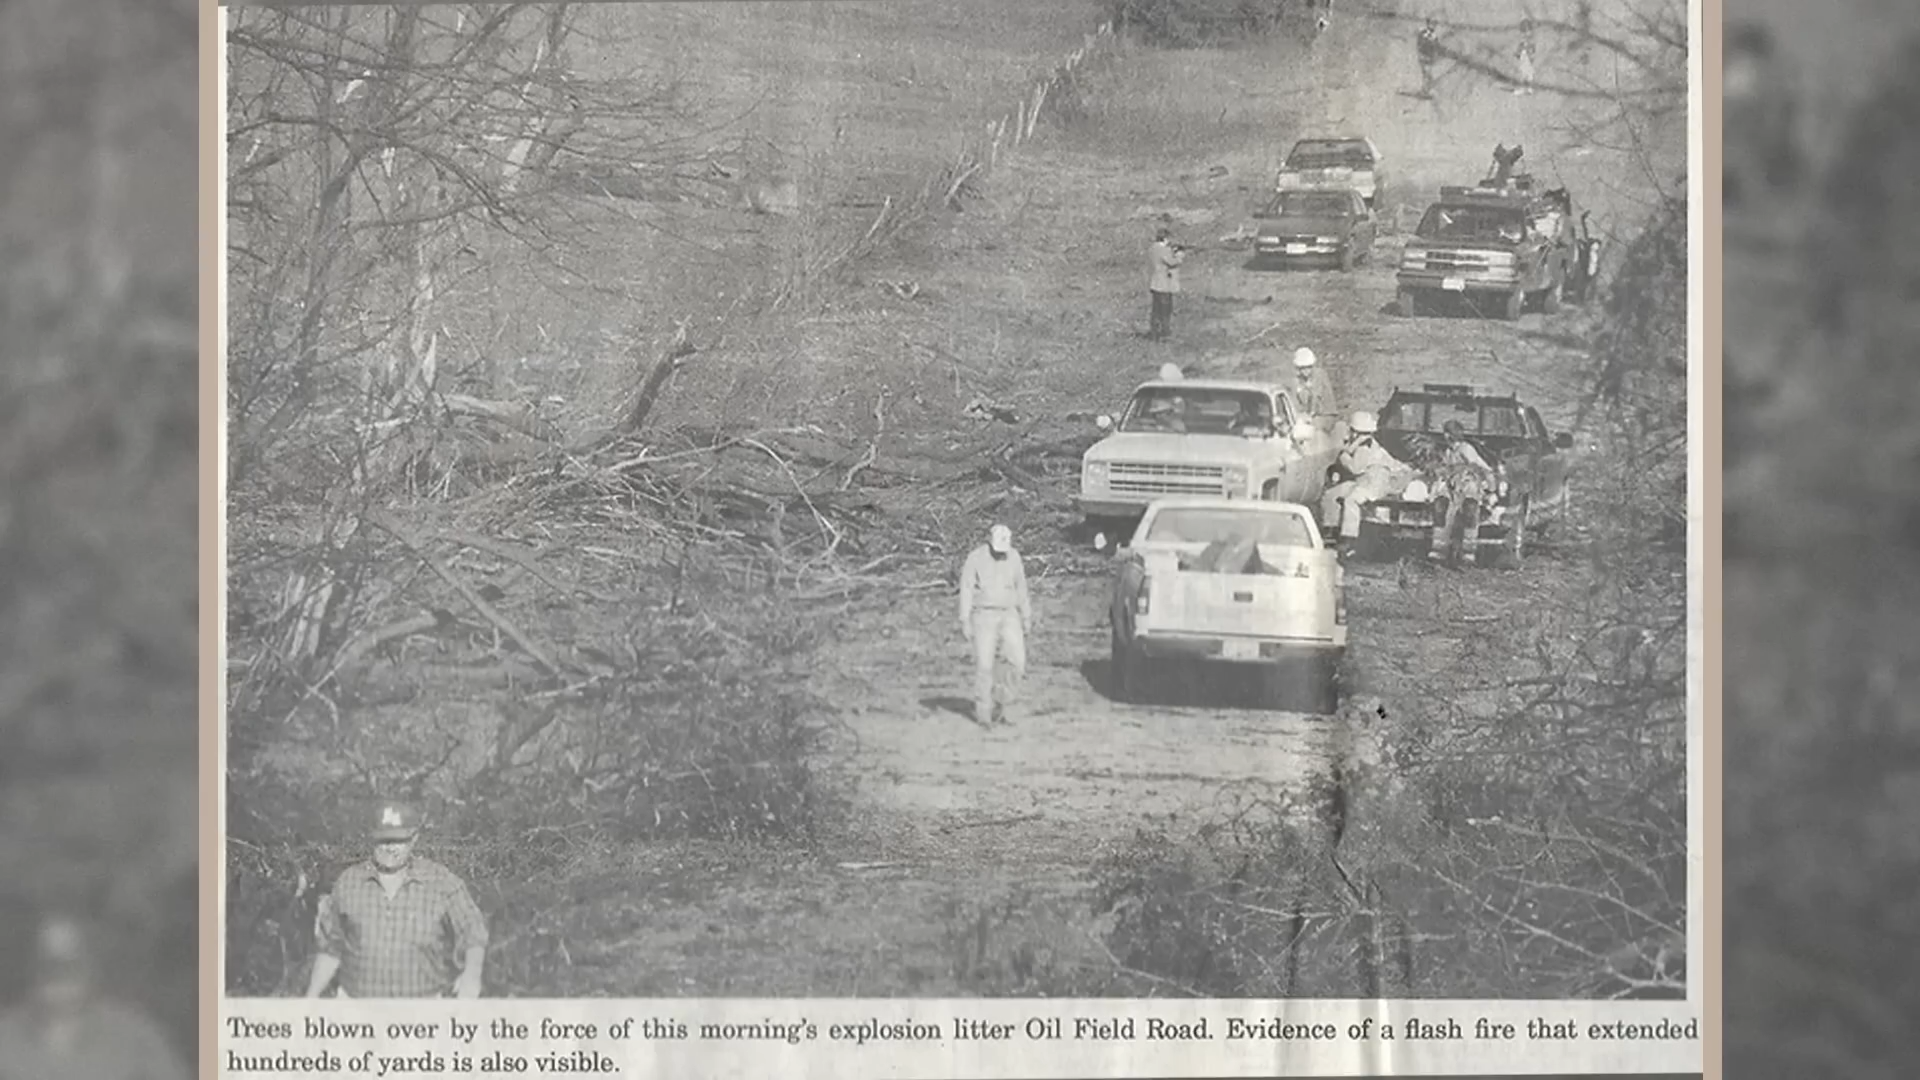 Trees blown over by the force of this morning's explosion litter Oil Field Road. Evidence of a flash fire that extended
hundreds of yards is also visible.